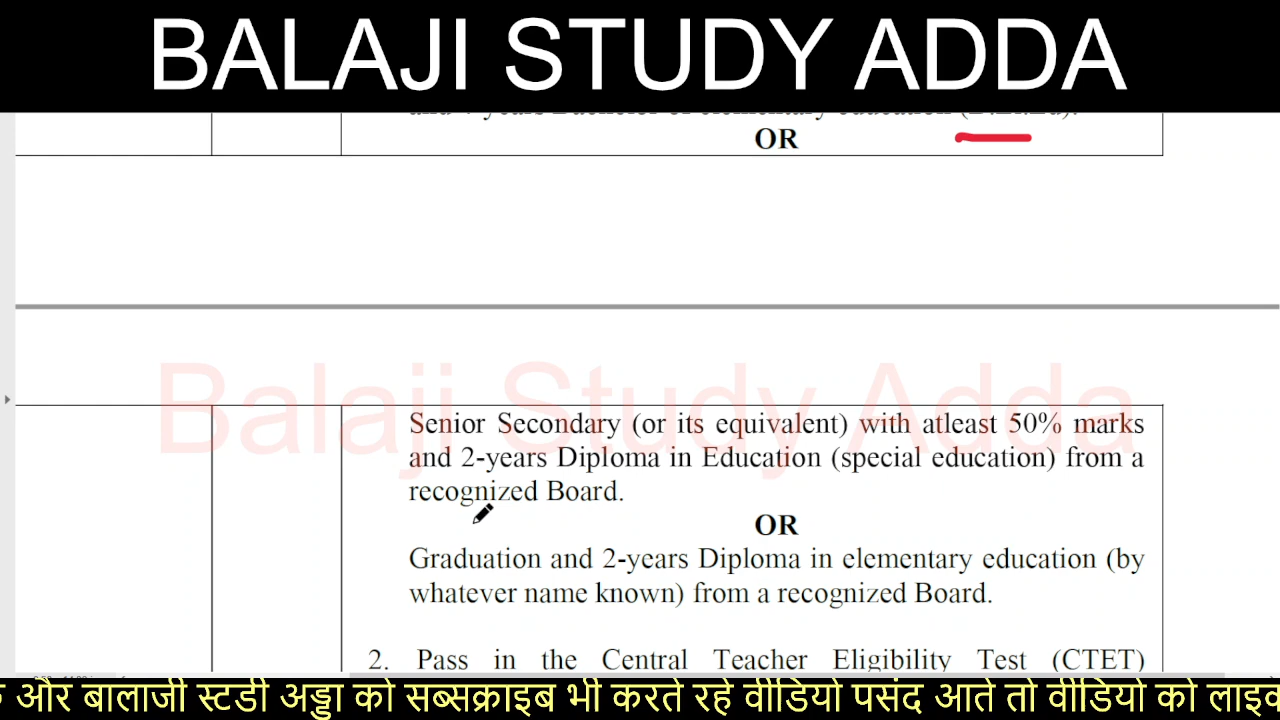 BALAJI STUDY ADDA
OR
Balaji Study Adda
Senior Secondary (or its equivalent) with atleast 50% marks
and 2-years Diploma in Education (special education) from a
recognized Board.
OR
Graduation and 2-years Diploma in elementary education (by
whatever name known) from a recognized Board.
2. Pass in the Central Teacher Eligibility Test (CTET)
और बालाजी स्टडी अड्डा को सब्सक्राइब भी करते रहे वीडियो पसंद आते तो वीडियो को